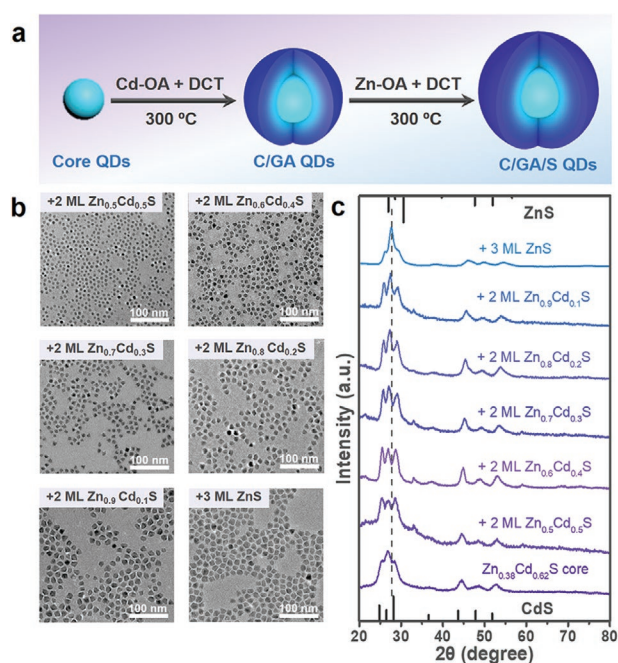 a
Cd-OA + DCT
Zn-OA + DCT
300 ºC
300 ºC
Core QDs
C/GA QDs
C/GA/S QDs
b
+2 ML Zn0.5Cd0.5S
+2 ML Zn0.6Cd0.4S
100 nm
100 nm
+2 ML Zn0.7Cd0.3S
+2 ML Zn0.8 Cd0.2S
100 nm
100 nm
+2 ML Zn0.9 Cd0.1S
+3 ML ZnS
100 nm
100 nm
c
ZnS
+ 3 ML ZnS
+ 2 ML Zn0.9Cd0.1S
+ 2 ML Zn0.8Cd0.2S
+ 2 ML Zn0.7Cd0.3S
+ 2 ML Zn0.6Cd0.4S
+ 2 ML Zn0.5Cd0.5S
Zn0.38Cd0.62S core
CdS
Intensity (a.u.)
20 30 40 50 60 70 80
2θ (degree)